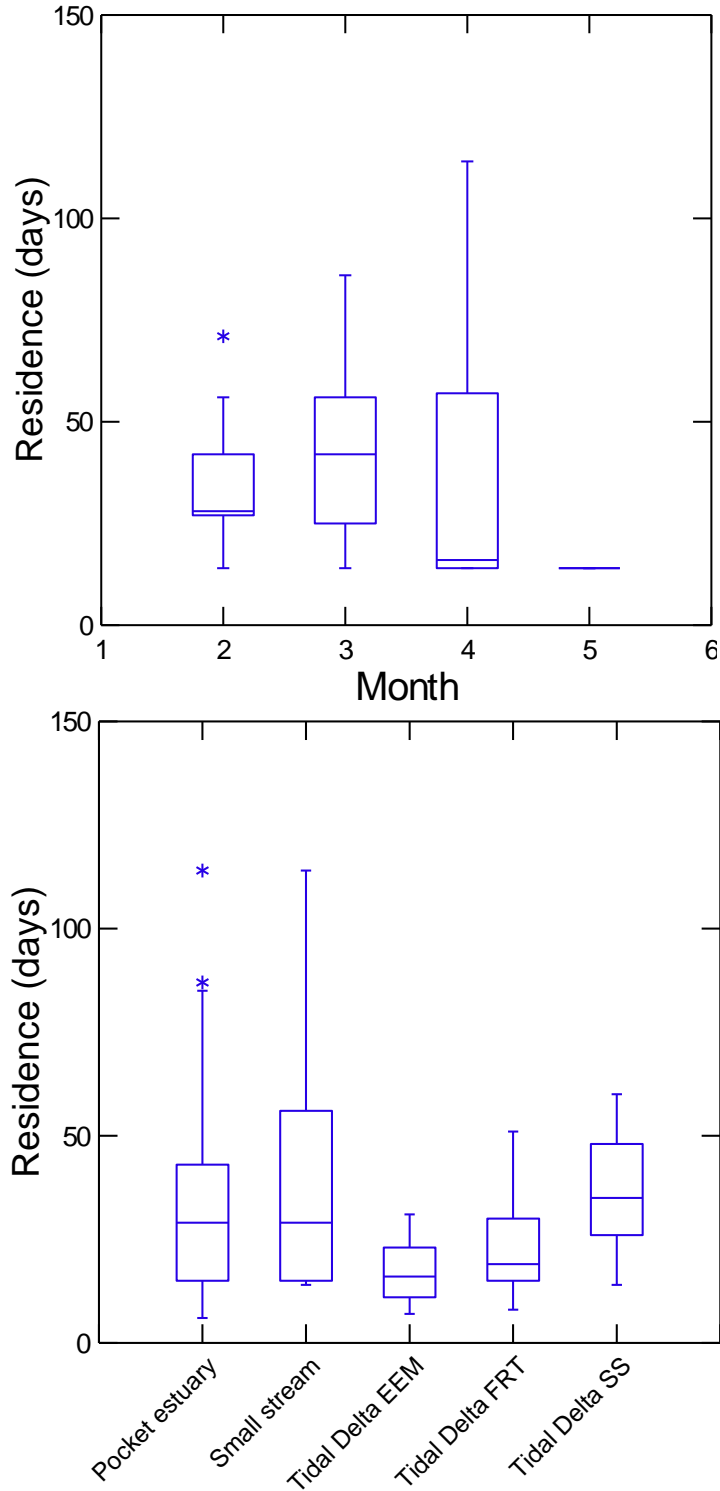 150
100
50
0
Residence (days)
1 2 3 4 5 6
Month
150
100
50
0
Residence (days)
Pocket estuary
Small stream
Tidal Delta EEM
Tidal Delta FRT
Tidal Delta SS